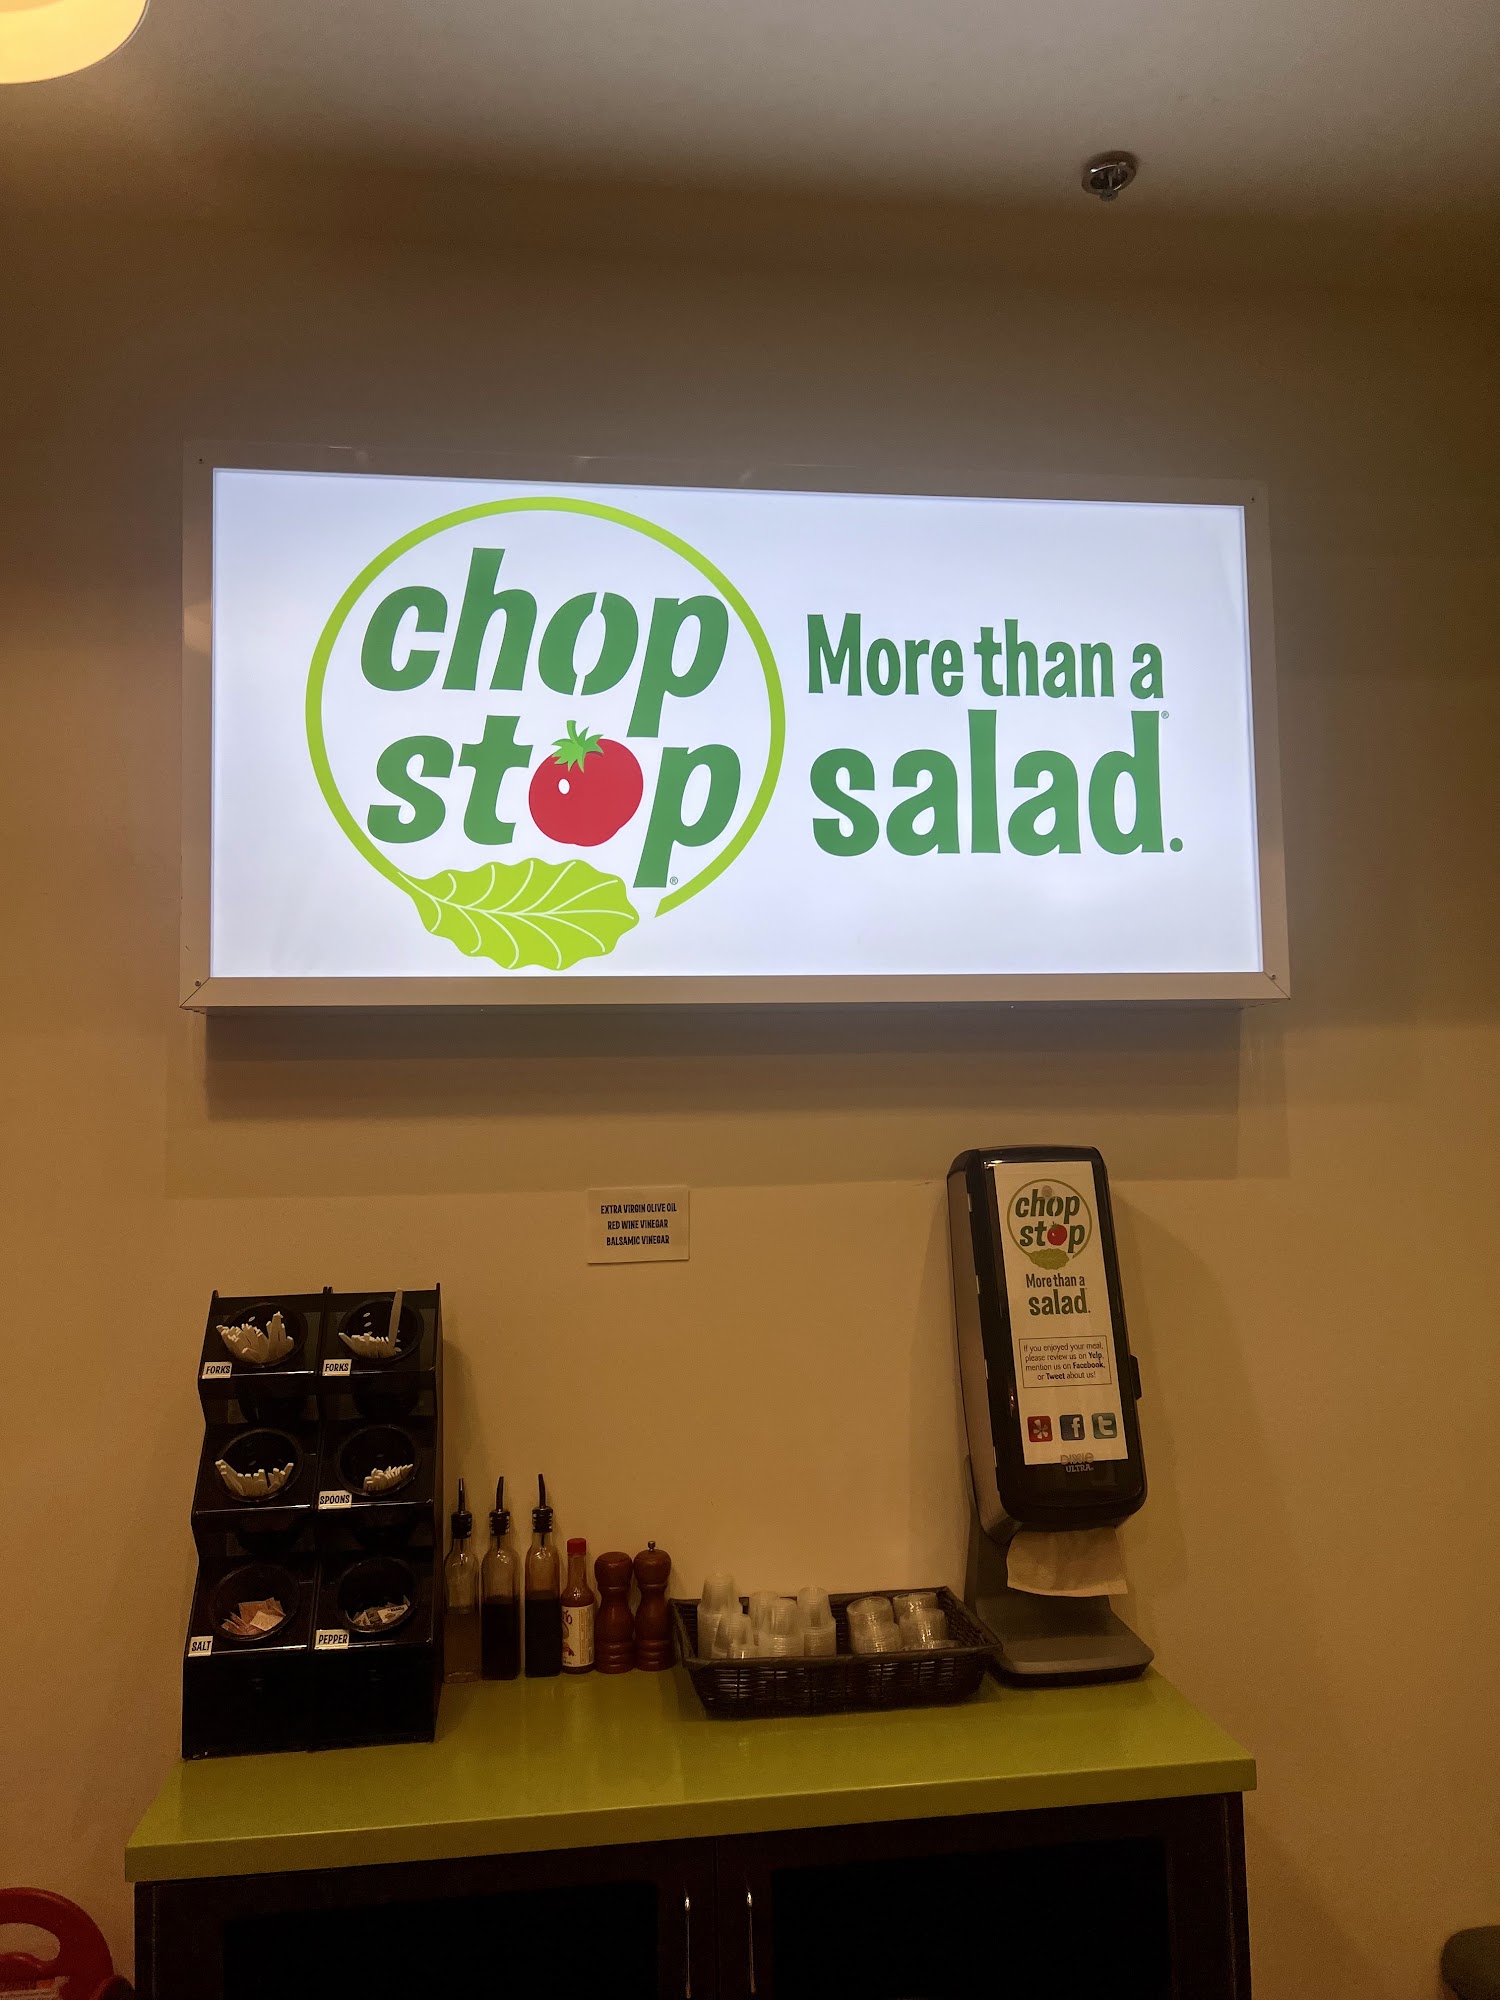 chop
stop®
More than a
salad®.
EXTRA VIRGIN OLIVE OIL
RED WINE VINEGAR
BALSAMIC VINEGAR
chop
stop
More than a
salad.
If you enjoyed your meal,
please review us on Yelp,
mention us on Facebook,
or Tweet about us!
DIXIE
ULTRA
FORKS
FORKS
SPOONS
SALT
PEPPER